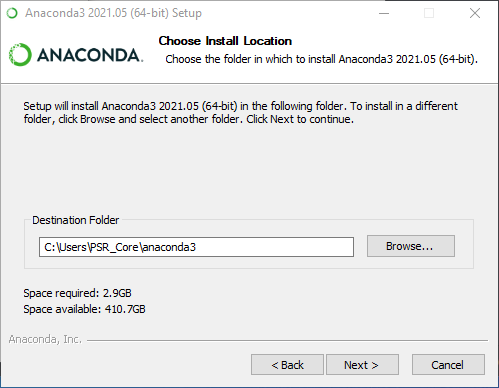 Anaconda3 2021.05 (64-bit) Setup
ANACONDA.
Choose Install Location
Choose the folder in which to install Anaconda3 2021.05 (64-bit).
Setup will install Anaconda3 2021.05 (64-bit) in the following folder. To install in a different
folder, click Browse and select another folder. Click Next to continue.
Destination Folder
C:\Users\PSR_Core\anaconda3
Browse...
Space required: 2.9GB
Space available: 410.7GB
Anaconda, Inc.
< Back
Next >
Cancel